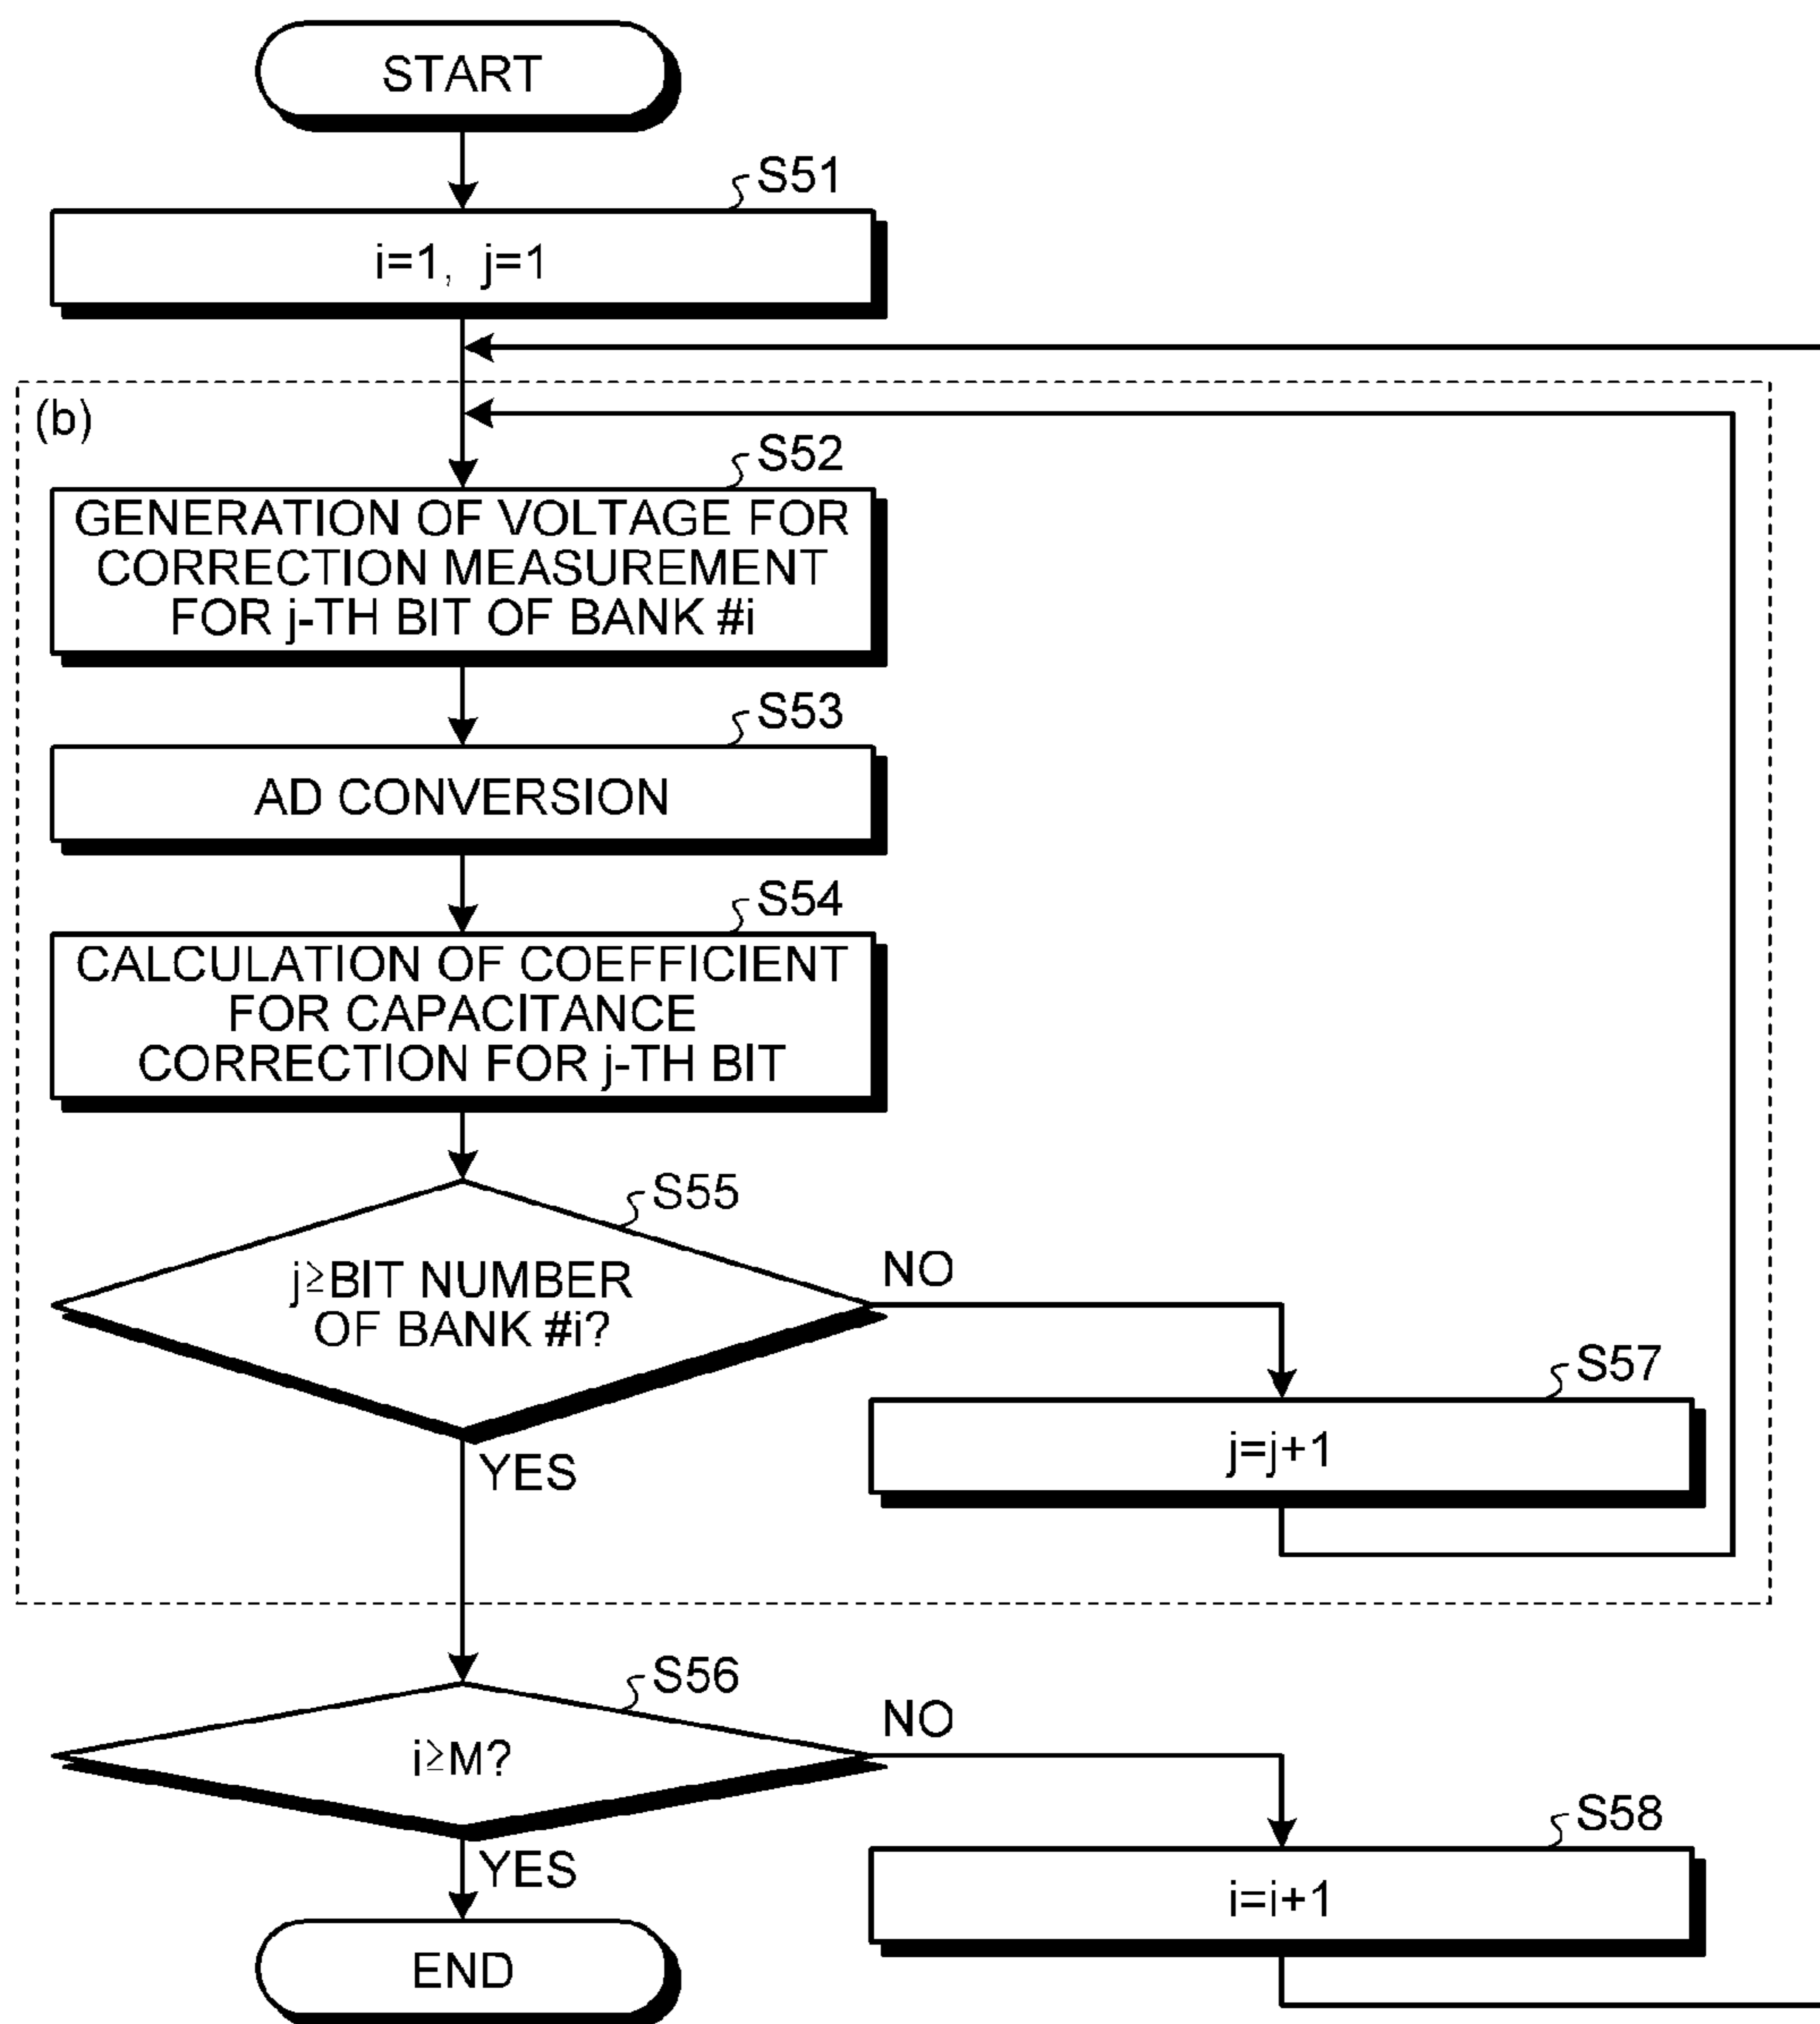 START
S51
i=1, j=1
(b)
S52
GENERATION OF VOLTAGE FOR
CORRECTION MEASUREMENT
FOR j-TH BIT OF BANK #i
S53
AD CONVERSION
S54
CALCULATION OF COEFFICIENT
FOR CAPACITANCE
CORRECTION FOR j-TH BIT
S55
j≥BIT NUMBER
OF BANK #i?
NO
YES
S57
j=j+1
S56
i≥M?
NO
YES
S58
i=i+1
END